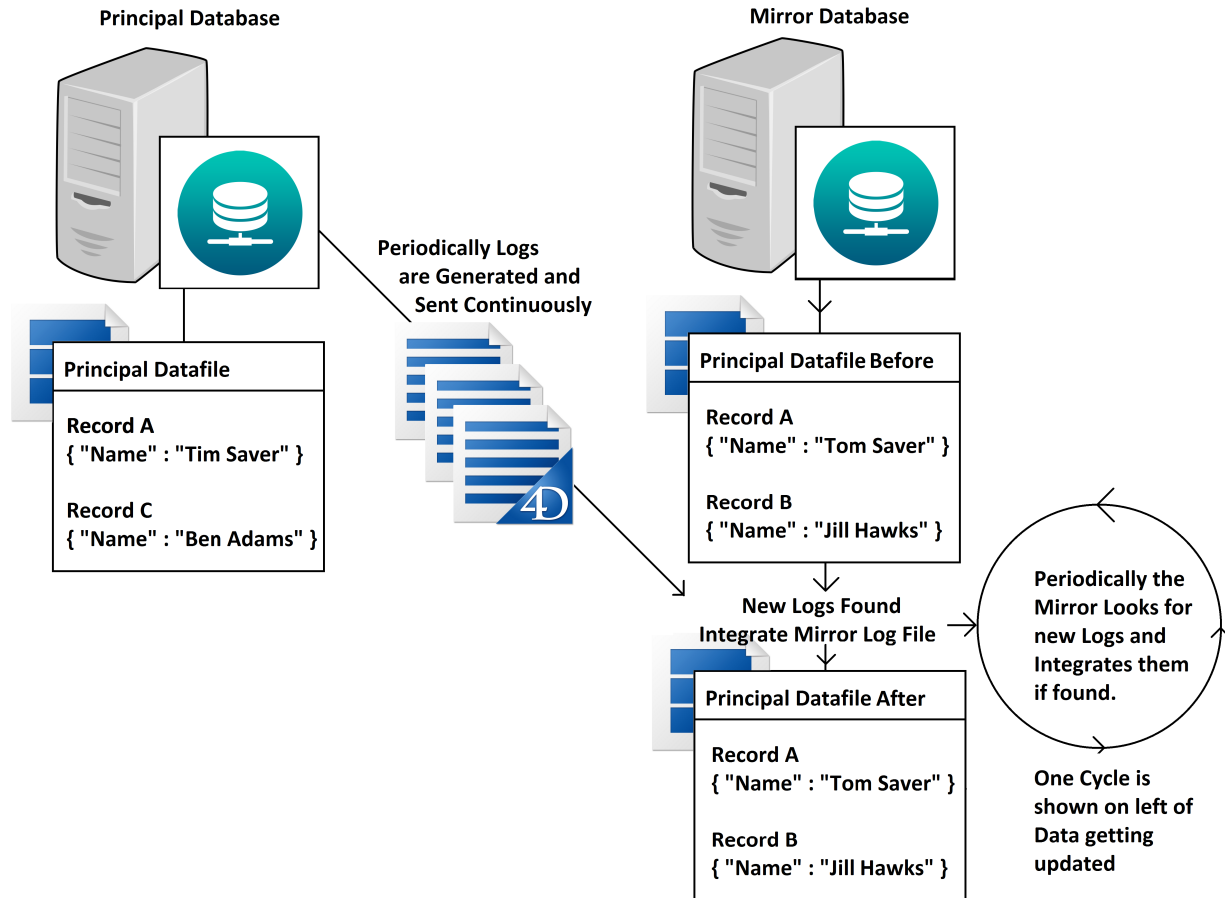 Principal Database
Mirror Database
Periodically Logs
are Generated and
Sent Continuously
Principal Datafile
Record A
{ "Name" : "Tim Saver" }
Record C
{ "Name" : "Ben Adams" }
4D
Principal Datafile Before
Record A
{ "Name" : "Tom Saver" }
Record B
{ "Name" : "Jill Hawks" }
New Logs Found
Integrate Mirror Log File
Periodically the
Mirror Looks for
new Logs and
Integrates them
if found.
Principal Datafile After
Record A
{ "Name" : "Tom Saver" }
Record B
{ "Name" : "Jill Hawks" }
One Cycle is
shown on left of
Data getting
updated